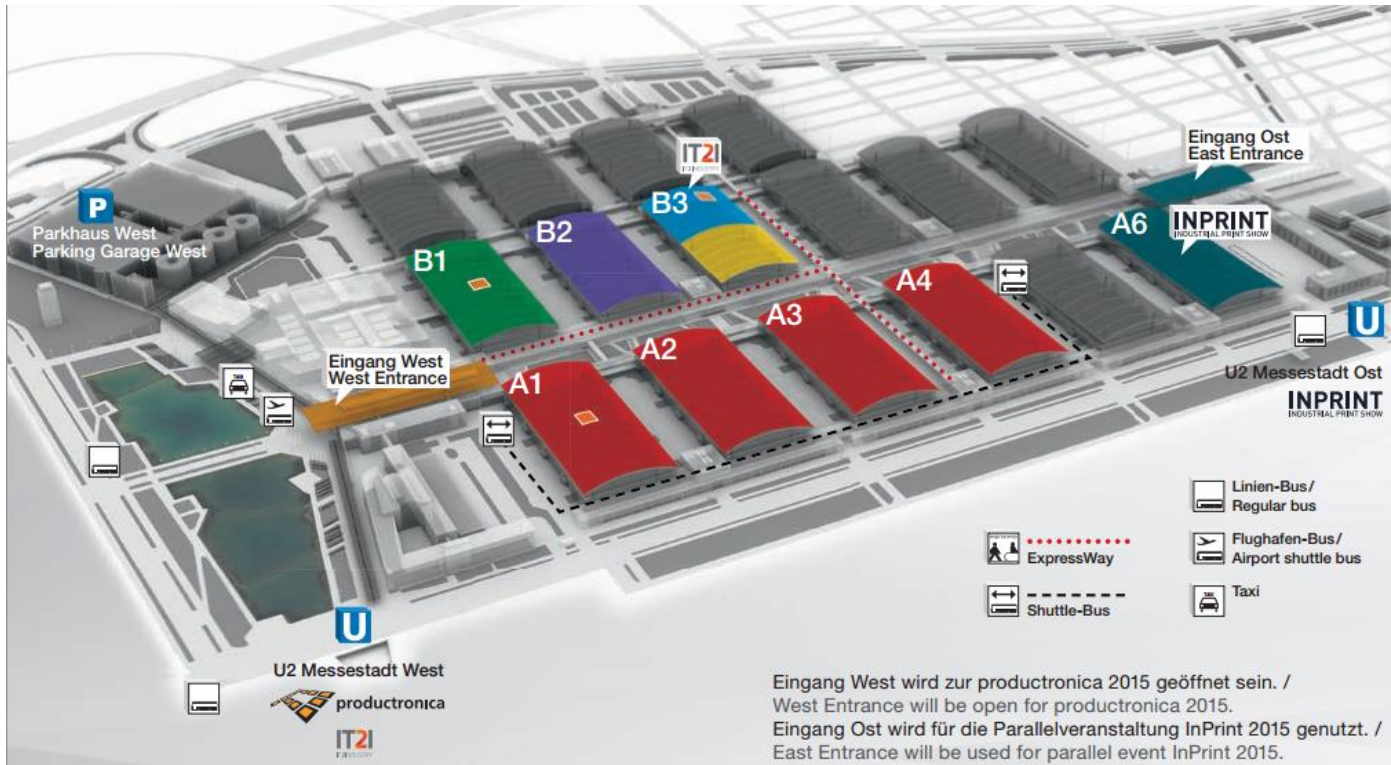 IT2I
Eingang Ost
East Entrance
P
Parkhaus West
Parking Garage West
B3
B2
A6
INPRINT
INDUSTRIAL PRINT SHOW
B1
A4
A3
U
Eingang West
West Entrance
A2
A1
TAXI
U2 Messestadt Ost
INPRINT
INDUSTRIAL PRINT SHOW
Linien-Bus/
Regular bus
ExpressWay
Flughafen-Bus/
Airport shuttle bus
Shuttle-Bus
TAXI
Taxi
U
U2 Messestadt West
productronica
IT2I
Eingang West wird zur productronica 2015 geöffnet sein. /
West Entrance will be open for productronica 2015.
Eingang Ost wird für die Parallelveranstaltung InPrint 2015 genutzt. /
East Entrance will be used for parallel event InPrint 2015.